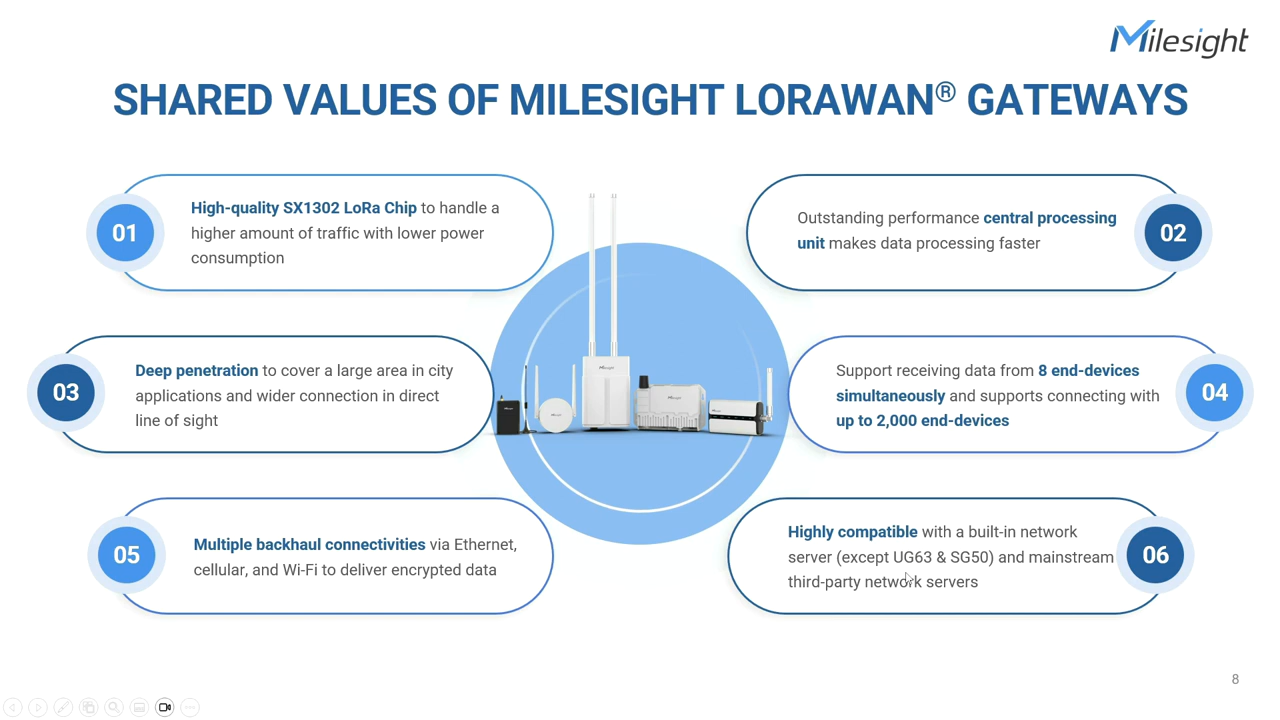 Milesight
SHARED VALUES OF MILESIGHT LORAWAN® GATEWAYS
01
High-quality SX1302 LoRa Chip to handle a
higher amount of traffic with lower power
consumption
Outstanding performance central processing
unit makes data processing faster
02
03
Deep penetration to cover a large area in city
applications and wider connection in direct
line of sight
Support receiving data from 8 end-devices
simultaneously and supports connecting with
up to 2,000 end-devices
04
05
Multiple backhaul connectivities via Ethernet,
cellular, and Wi-Fi to deliver encrypted data
Highly compatible with a built-in network
server (except UG63 & SG50) and mainstream
third-party network servers
06
Milesight
8